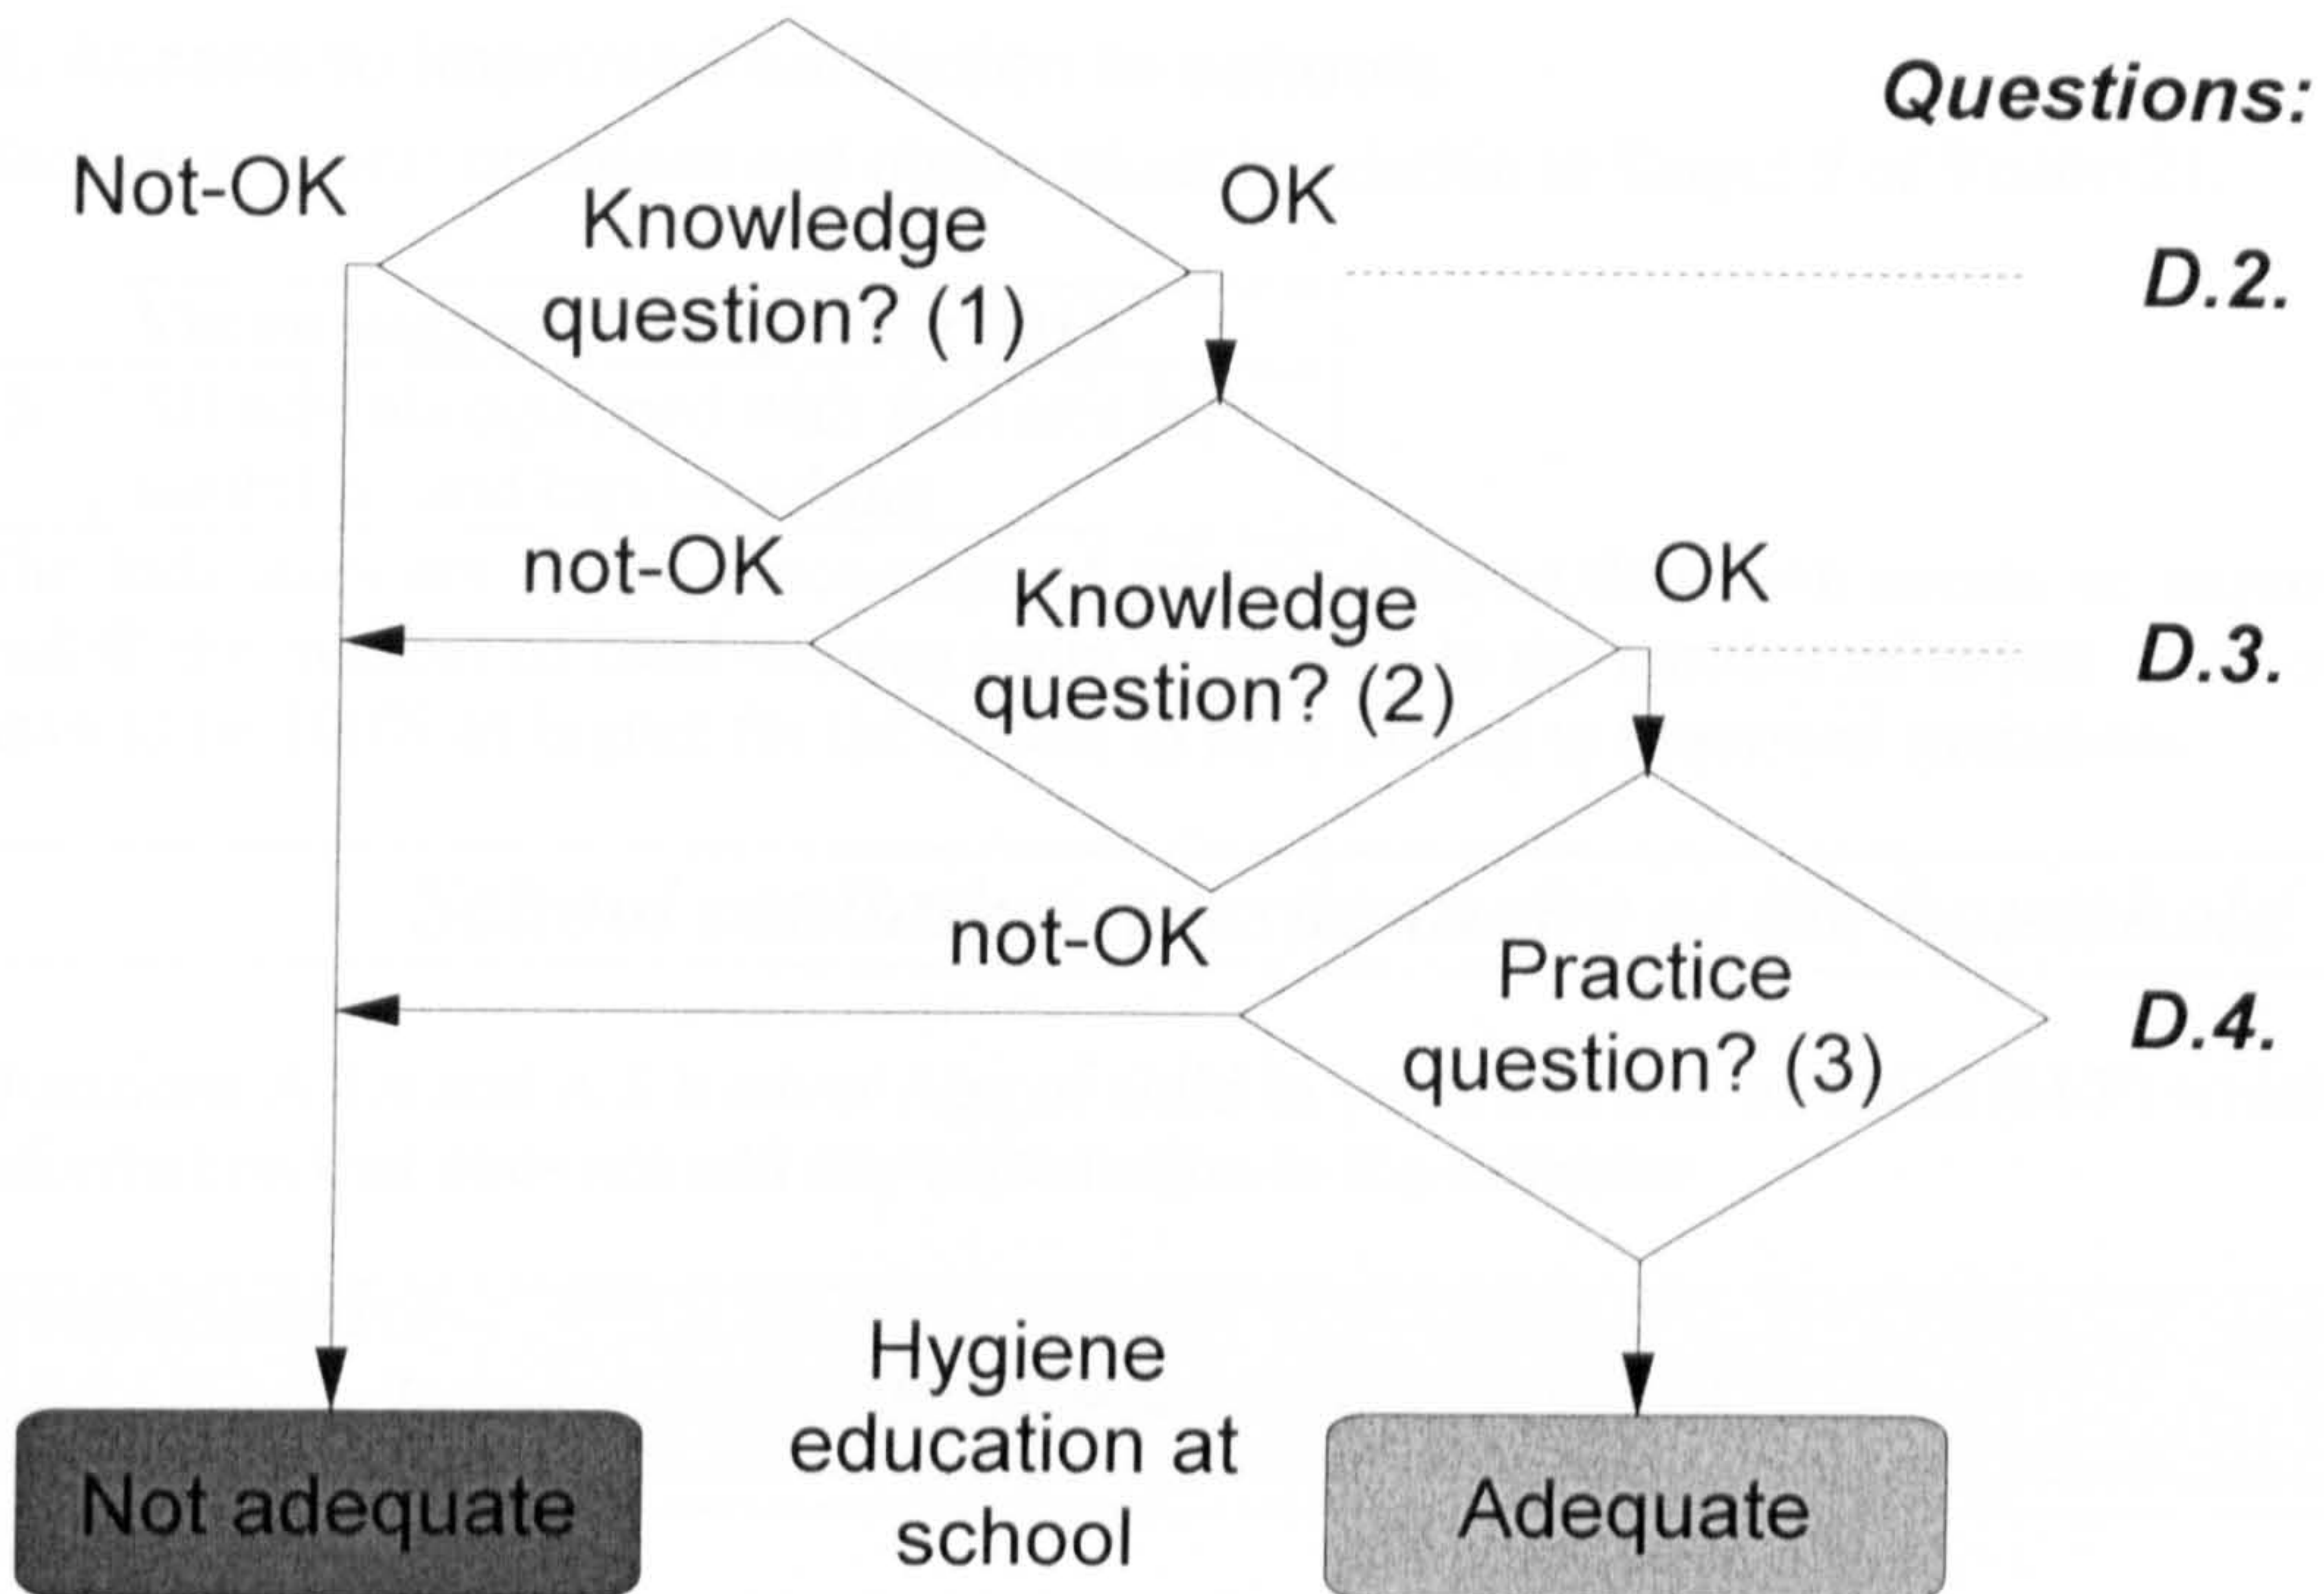 Questions:
Not-OK
OK
Knowledge
question? (1)
D.2.
not-OK
OK
Knowledge
question? (2)
D.3.
not-OK
Practice
question? (3)
D.4.
Hygiene
education at
school
Not adequate
Adequate